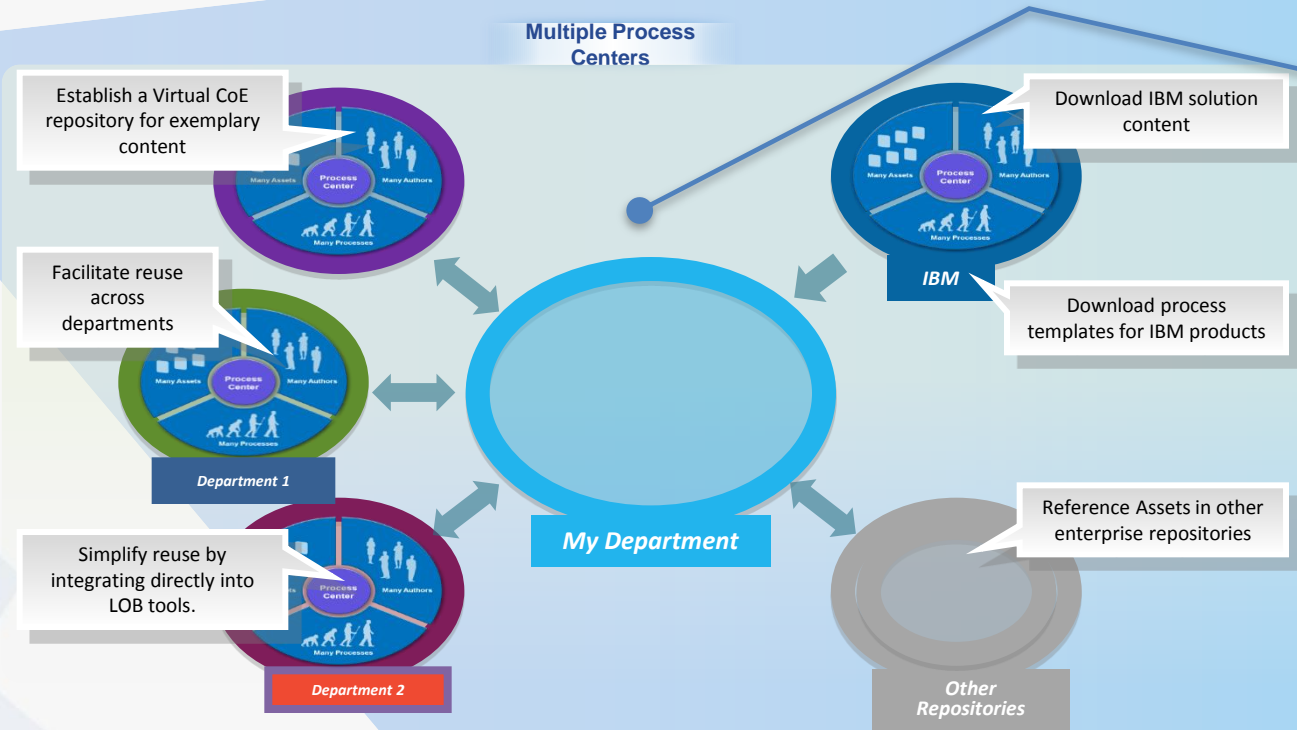 Multiple Process
Centers
Establish a Virtual CoE
repository for exemplary
content
Many Assets
Process
Center
Many Authors
Many Processes
Download IBM solution
content
Many Assets
Process
Center
Many Authors
Many Processes
IBM
Download process
templates for IBM products
Facilitate reuse
across
departments
Many Assets
Process
Center
Many Authors
Many Processes
Department 1
My Department
Simplify reuse by
integrating directly into
LOB tools.
Process
Center
Many Authors
Many Processes
Department 2
Reference Assets in other
enterprise repositories
Other
Repositories